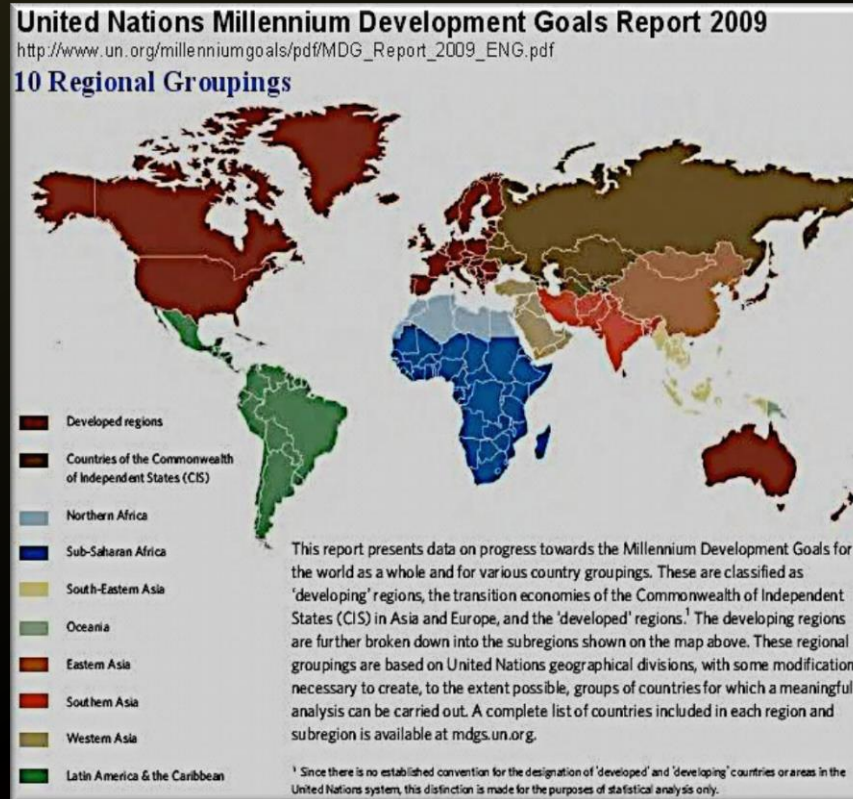 United Nations Millennium Development Goals Report 2009
http://www.un.org/millenniumgoals/pdf/MDG_Report_2009_ENG.pdf
10 Regional Groupings
Developed regions
Countries of the Commonwealth
of Independent States (CIS)
Northern Africa
Sub-Saharan Africa
South-Eastern Asia
Oceania
Eastern Asia
Southern Asia
Western Asia
Latin America & the Caribbean
This report presents data on progress towards the Millennium Development Goals for
the world as a whole and for various country groupings. These are classified as
'developing' regions, the transition economies of the Commonwealth of Independent
States (CIS) in Asia and Europe, and the 'developed' regions.¹ The developing regions
are further broken down into the subregions shown on the map above. These regional
groupings are based on United Nations geographical divisions, with some modification
necessary to create, to the extent possible, groups of countries for which a meaningful
analysis can be carried out. A complete list of countries included in each region and
subregion is available at mdgs.un.org.
¹ Since there is no established convention for the designation of 'developed' and 'developing' countries or areas in the
United Nations system, this distinction is made for the purposes of statistical analysis only.